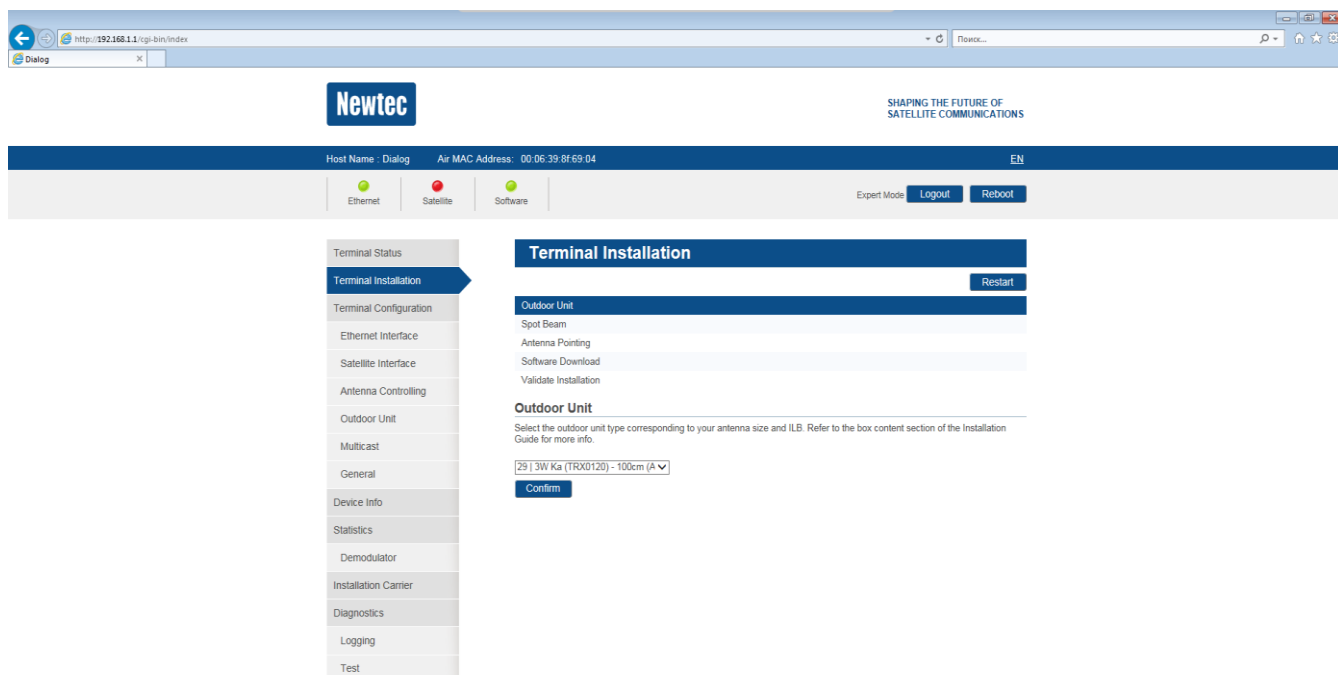 http://192.168.1.1/cgi-bin/index
Поиск...
Dialog
Newtec
SHAPING THE FUTURE OF
SATELLITE COMMUNICATIONS
Host Name : Dialog Air MAC Address: 00:06:39:8f:69:04 EN
Ethernet Satellite Software
Expert Mode Logout Reboot
Terminal Status
Terminal Installation
Terminal Configuration
Ethernet Interface
Satellite Interface
Antenna Controlling
Outdoor Unit
Multicast
General
Device Info
Statistics
Demodulator
Installation Carrier
Diagnostics
Logging
Test
Terminal Installation
Restart
Outdoor Unit
Spot Beam
Antenna Pointing
Software Download
Validate Installation
Outdoor Unit
Select the outdoor unit type corresponding to your antenna size and ILB. Refer to the box content section of the Installation
Guide for more info.
29 | 3W Ka (TRX0120) - 100cm (A
Confirm